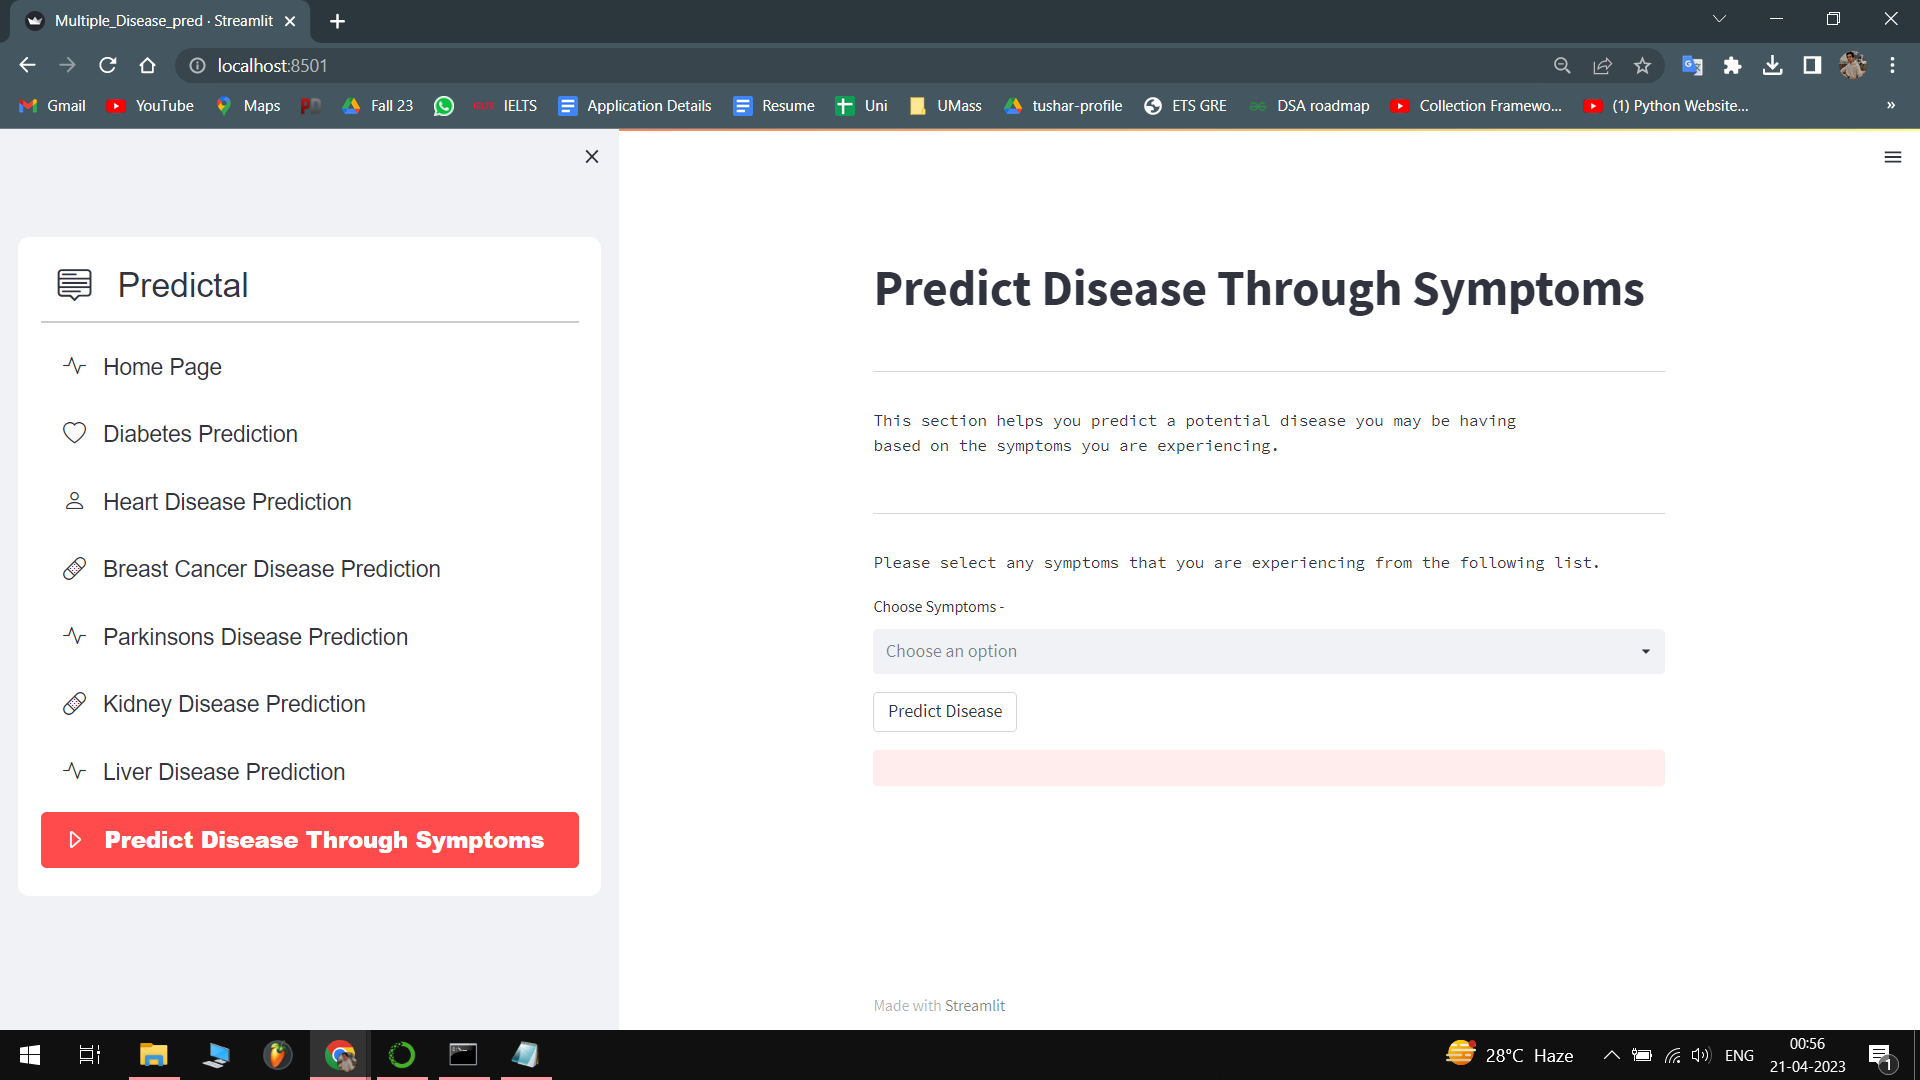 Multiple_Disease_pred · Streamlit
localhost:8501
Gmail YouTube Maps Fall 23 IELTS Application Details Resume Uni UMass tushar-profile ETS GRE DSA roadmap Collection Framewo... (1) Python Website... »
Predictal
Home Page
Diabetes Prediction
Heart Disease Prediction
Breast Cancer Disease Prediction
Parkinsons Disease Prediction
Kidney Disease Prediction
Liver Disease Prediction
Predict Disease Through Symptoms
Predict Disease Through Symptoms
This section helps you predict a potential disease you may be having
based on the symptoms you are experiencing.
Please select any symptoms that you are experiencing from the following list.
Choose Symptoms -
Choose an option
Predict Disease
Made with Streamlit
28°C Haze
ENG
00:56
21-04-2023
1